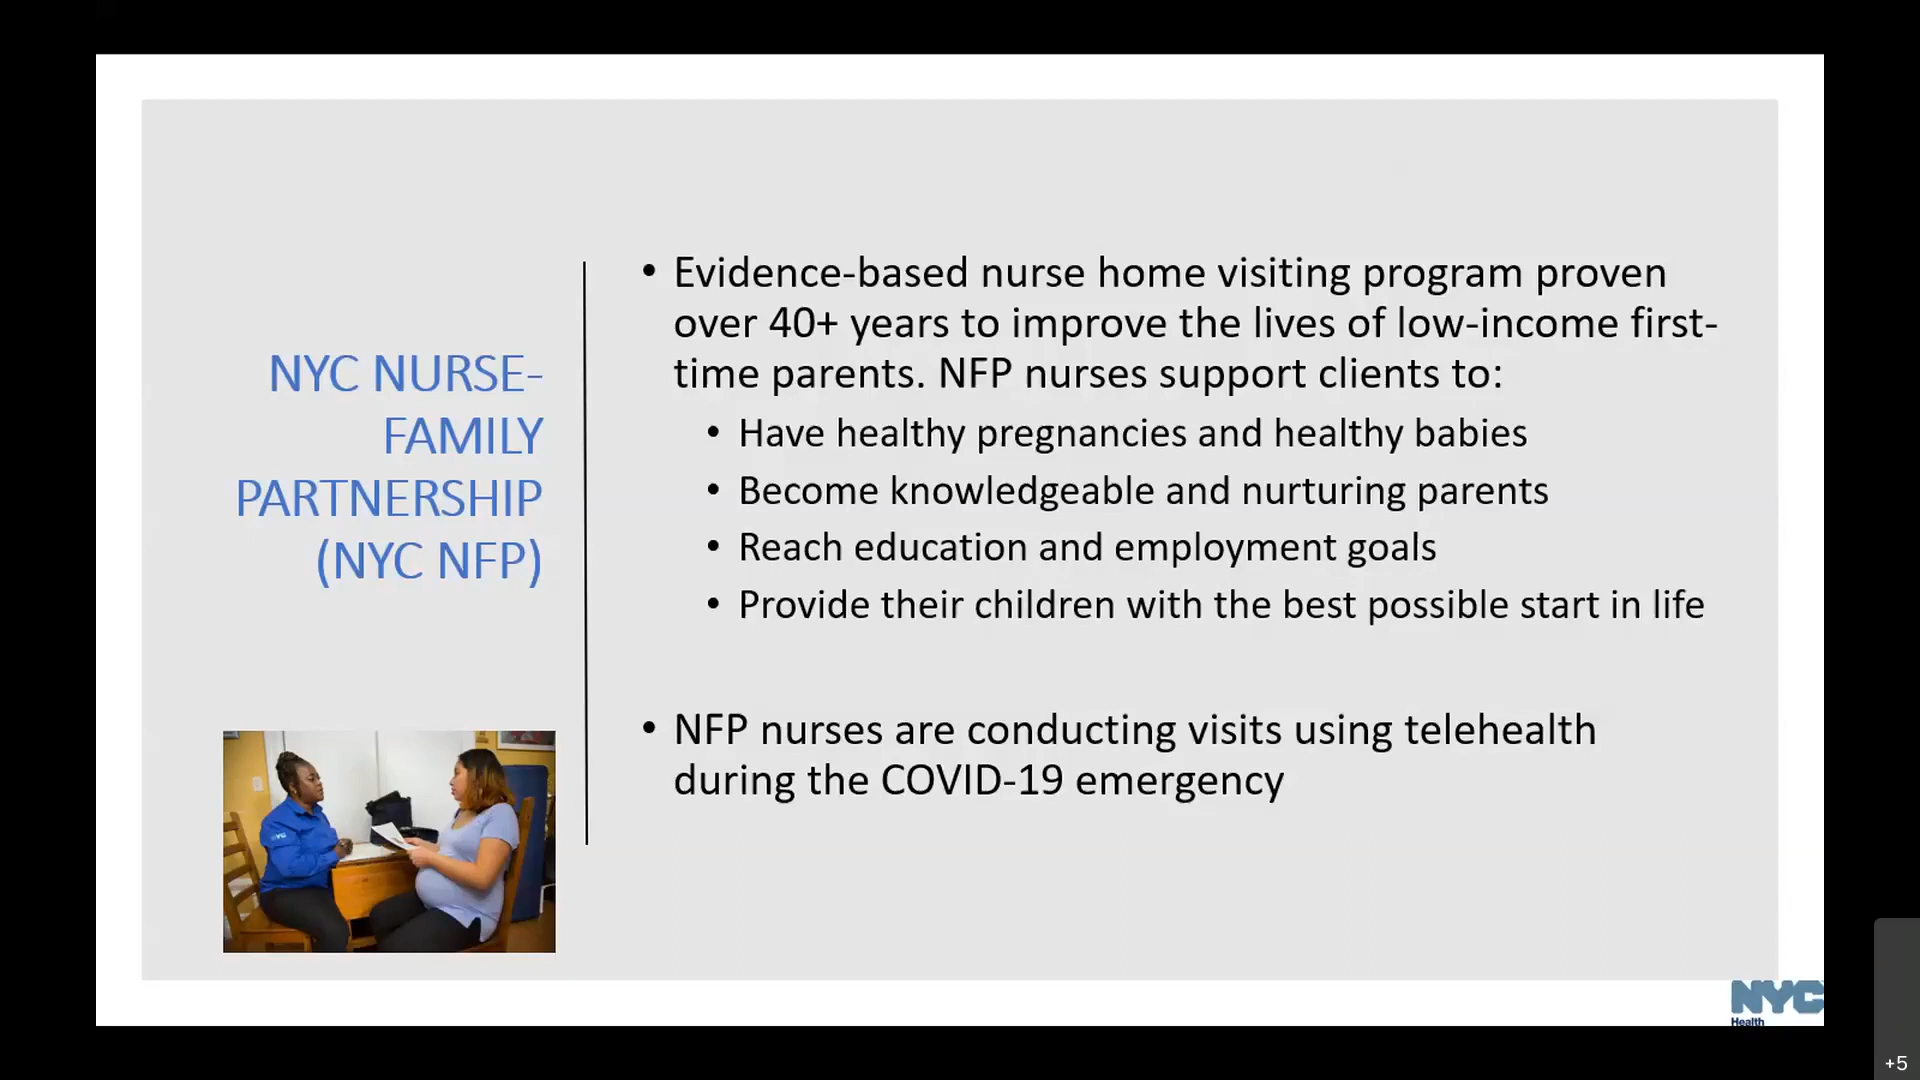 NYC NURSE-
FAMILY
PARTNERSHIP
(NYC NFP)
• Evidence-based nurse home visiting program proven
over 40+ years to improve the lives of low-income first-
time parents. NFP nurses support clients to:
• Have healthy pregnancies and healthy babies
• Become knowledgeable and nurturing parents
• Reach education and employment goals
• Provide their children with the best possible start in life
• NFP nurses are conducting visits using telehealth
during the COVID-19 emergency
NYC
NYC
Health
+5